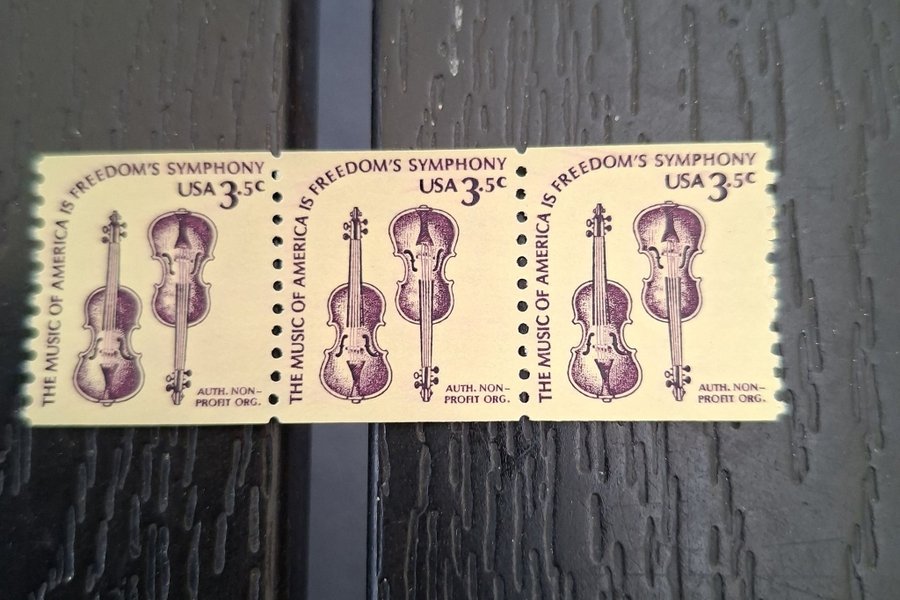 THE MUSIC OF AMERICA IS FREEDOM'S SYMPHONY
USA 3.5c
AUTH. NON-
PROFIT ORG.
THE MUSIC OF AMERICA IS FREEDOM'S SYMPHONY
USA 3.5c
AUTH. NON-
PROFIT ORG.
THE MUSIC OF AMERICA IS FREEDOM'S SYMPHONY
USA 3.5c
AUTH. NON-
PROFIT ORG.